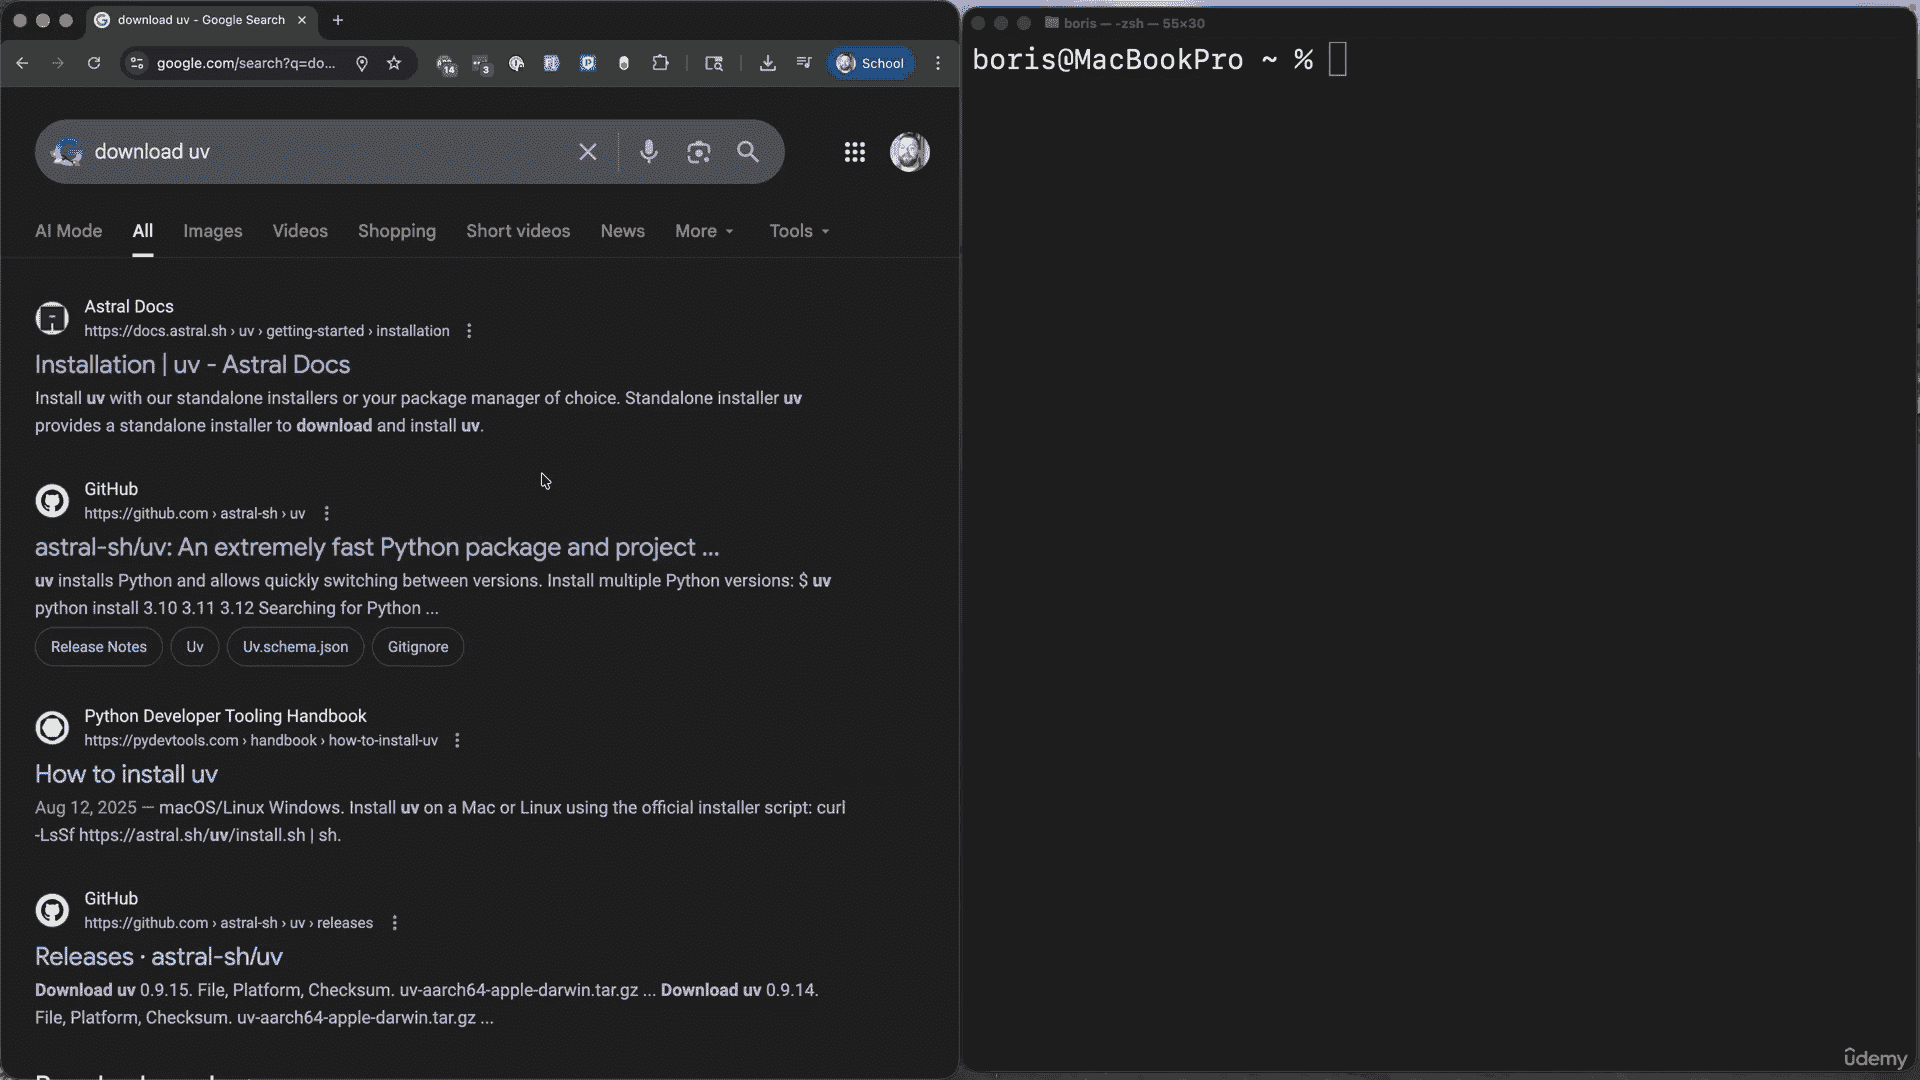 download uv - Google Search
boris — -zsh — 55×30
google.com/search?q=do...
14
3
School
boris@MacBookPro ~ %
download uv
AI Mode
All
Images
Videos
Shopping
Short videos
News
More
Tools
Astral Docs
https://docs.astral.sh › uv › getting-started › installation
Installation | uv - Astral Docs
Install uv with our standalone installers or your package manager of choice. Standalone installer uv
provides a standalone installer to download and install uv.
GitHub
https://github.com › astral-sh › uv
astral-sh/uv: An extremely fast Python package and project ...
uv installs Python and allows quickly switching between versions. Install multiple Python versions: $ uv
python install 3.10 3.11 3.12 Searching for Python ...
Release Notes
Uv
Uv.schema.json
Gitignore
Python Developer Tooling Handbook
https://pydevtools.com › handbook › how-to-install-uv
How to install uv
Aug 12, 2025 — macOS/Linux Windows. Install uv on a Mac or Linux using the official installer script: curl
-LsSf https://astral.sh/uv/install.sh | sh.
GitHub
https://github.com › astral-sh › uv › releases
Releases · astral-sh/uv
Download uv 0.9.15. File, Platform, Checksum. uv-aarch64-apple-darwin.tar.gz ... Download uv 0.9.14.
File, Platform, Checksum. uv-aarch64-apple-darwin.tar.gz ...
ûdemy